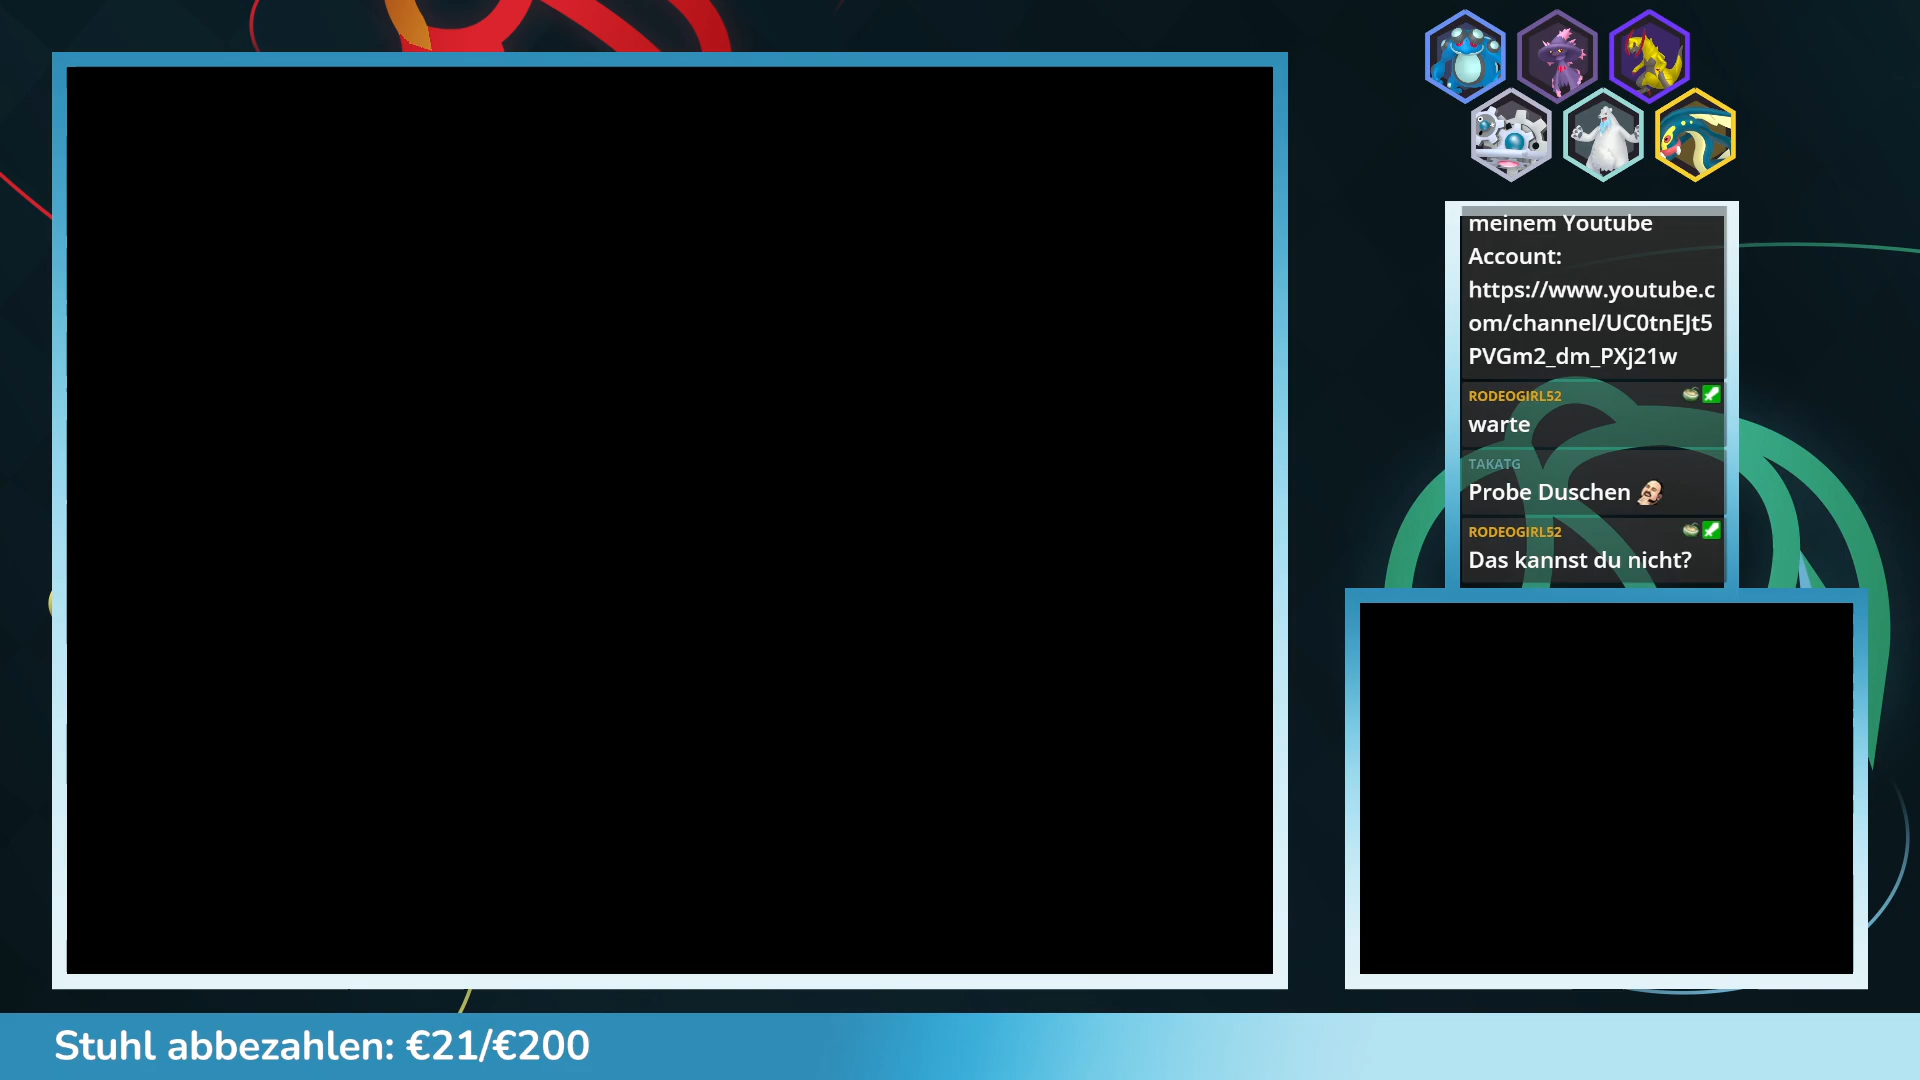 meinem Youtube
Account:
https://www.youtube.c
om/channel/UC0tnEJt5
PVGm2_dm_PXj21w
RODEOGIRL52
warte
TAKATG
Probe Duschen
RODEOGIRL52
Das kannst du nicht?
Stuhl abbezahlen: €21/€200